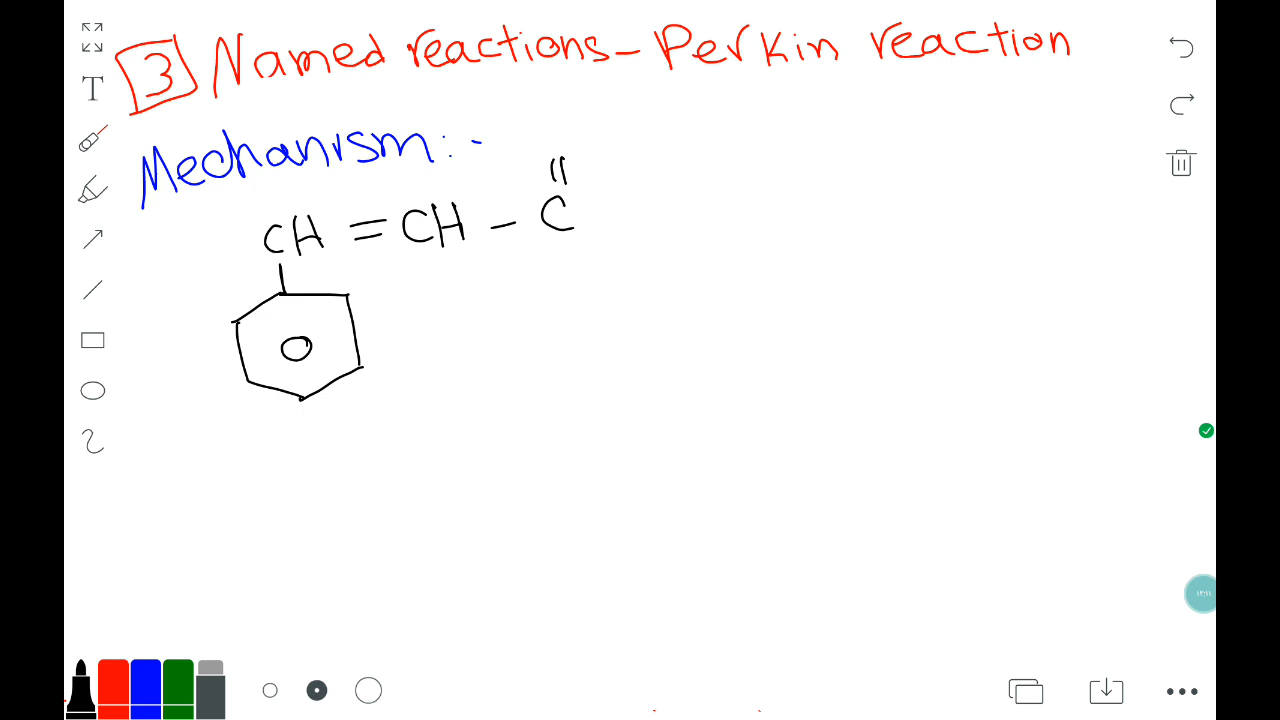 3 Named reactions - Perkin reaction
Mechanism:-
CH = CH - C